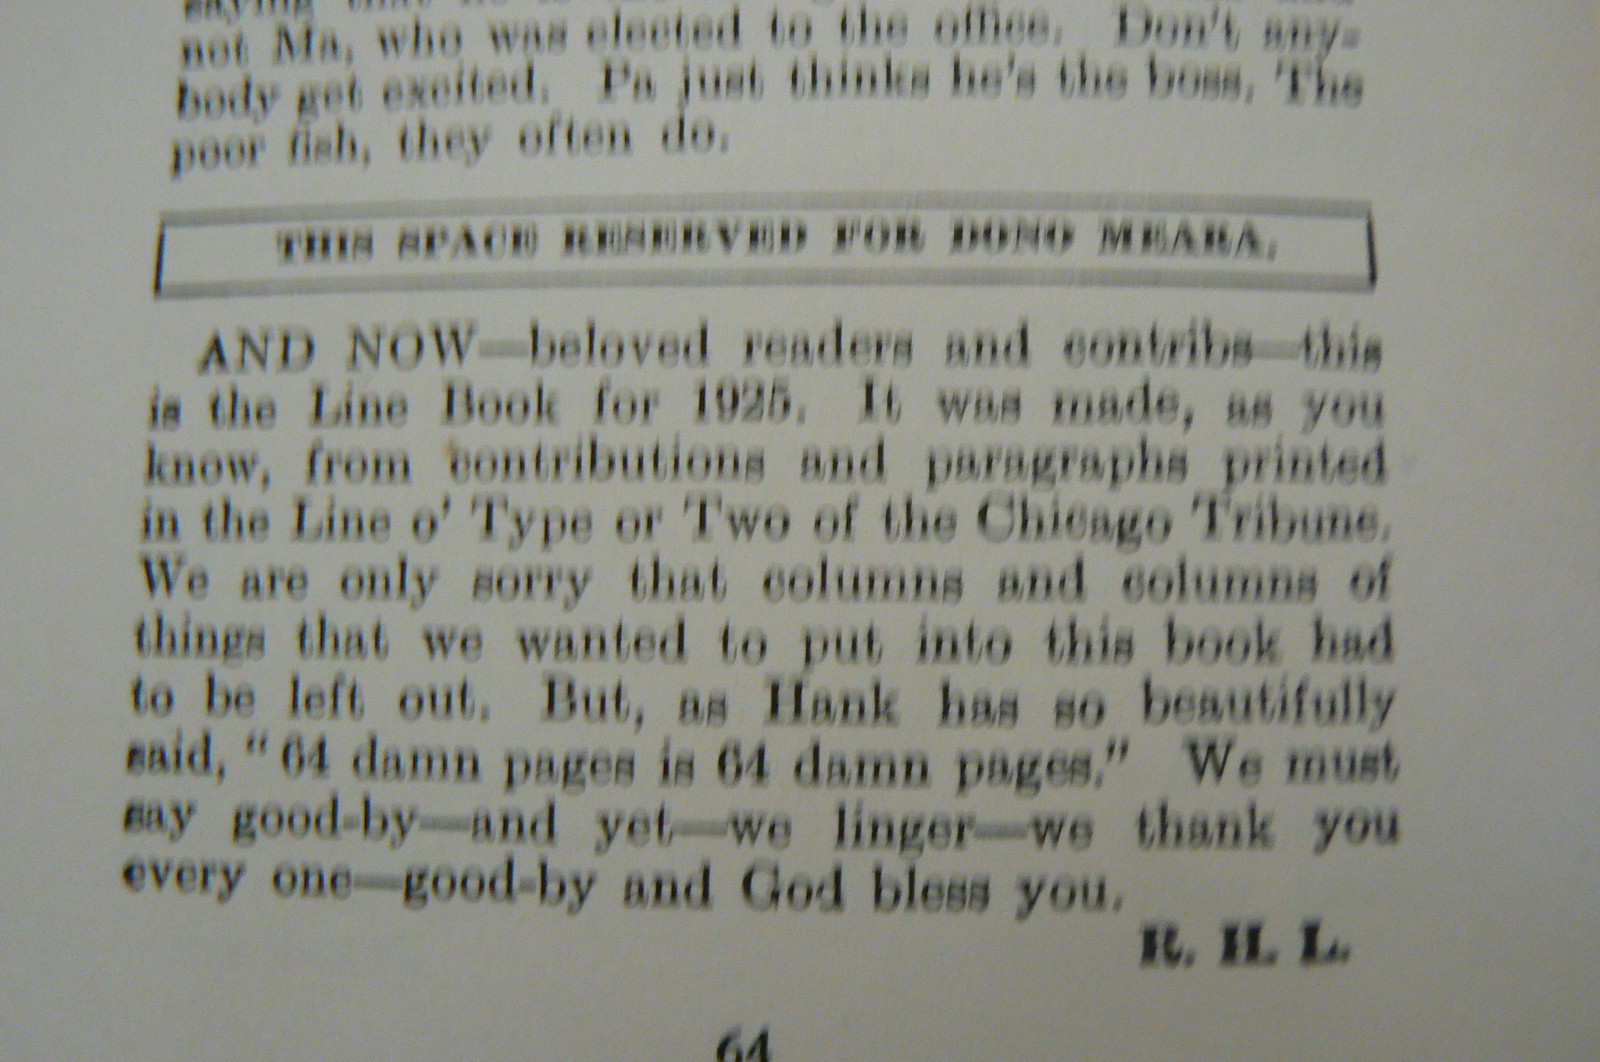 saying that he is
not Ma, who was elected to the office. Don't any-
body get excited. Pa just thinks he's the boss. The
poor fish, they often do.
THIS SPACE RESERVED FOR DONO MEARA.
AND NOW—beloved readers and contribs—this
is the Line Book for 1925. It was made, as you
know, from contributions and paragraphs printed
in the Line o' Type or Two of the Chicago Tribune.
We are only sorry that columns and columns of
things that we wanted to put into this book had
to be left out. But, as Hank has so beautifully
said, "64 damn pages is 64 damn pages." We must
say good-by—and yet—we linger—we thank you
every one—good-by and God bless you.
R. H. L.
64